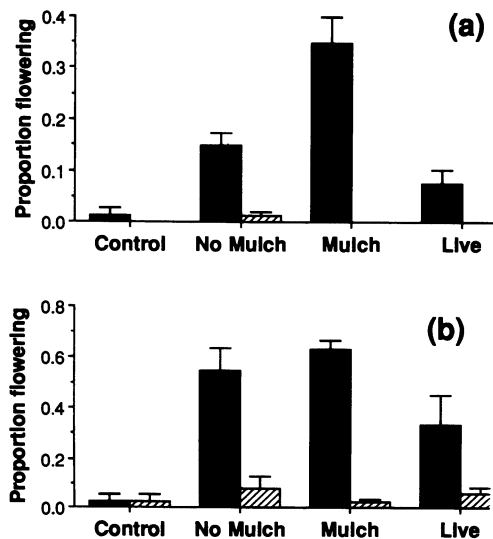 (a)
Proportion flowering
0.4
0.3
0.2
0.1
0.0
Control No Mulch Mulch Live
(b)
Proportion flowering
0.8
0.6
0.4
0.2
0.0
Control No Mulch Mulch Live